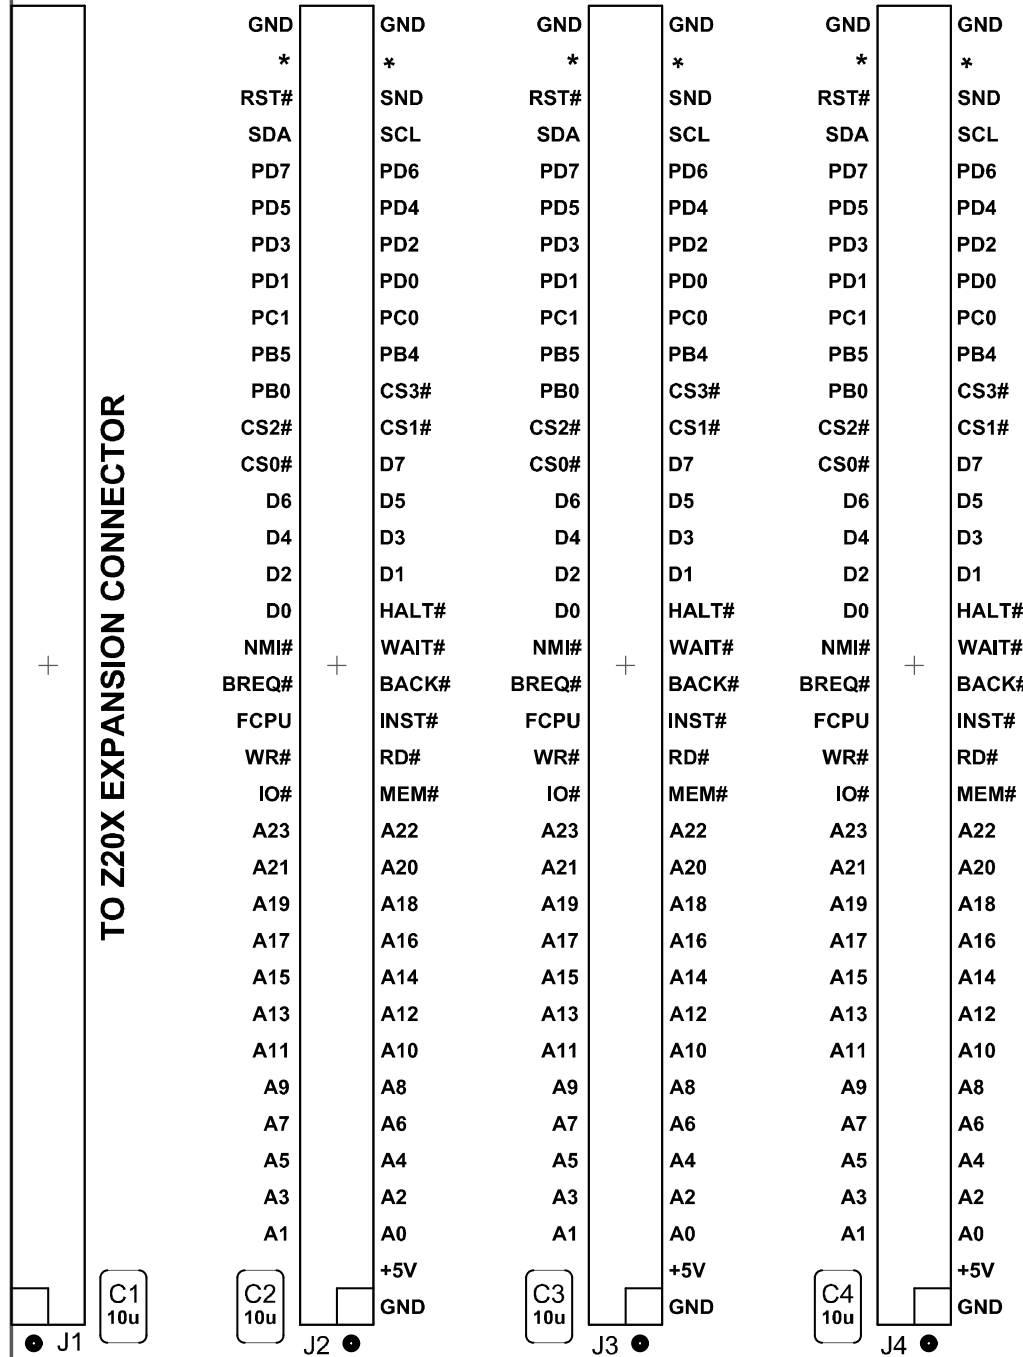 GND GND GND GND GND GND
* * * * * *
RST# SND RST# SND RST# SND
SDA SCL SDA SCL SDA SCL
PD7 PD6 PD7 PD6 PD7 PD6
PD5 PD4 PD5 PD4 PD5 PD4
PD3 PD2 PD3 PD2 PD3 PD2
PD1 PD0 PD1 PD0 PD1 PD0
PC1 PC0 PC1 PC0 PC1 PC0
PB5 PB4 PB5 PB4 PB5 PB4
PB0 CS3# PB0 CS3# PB0 CS3#
CS2# CS1# CS2# CS1# CS2# CS1#
CS0# D7 CS0# D7 CS0# D7
D6 D5 D6 D5 D6 D5
D4 D3 D4 D3 D4 D3
D2 D1 D2 D1 D2 D1
D0 HALT# D0 HALT# D0 HALT#
NMI# WAIT# NMI# WAIT# NMI# WAIT#
BREQ# BACK# BREQ# BACK# BREQ# BACK#
FCPU INST# FCPU INST# FCPU INST#
WR# RD# WR# RD# WR# RD#
IO# MEM# IO# MEM# IO# MEM#
A23 A22 A23 A22 A23 A22
A21 A20 A21 A20 A21 A20
A19 A18 A19 A18 A19 A18
A17 A16 A17 A16 A17 A16
A15 A14 A15 A14 A15 A14
A13 A12 A13 A12 A13 A12
A11 A10 A11 A10 A11 A10
A9 A8 A9 A8 A9 A8
A7 A6 A7 A6 A7 A6
A5 A4 A5 A4 A5 A4
A3 A2 A3 A2 A3 A2
A1 A0 A1 A0 A1 A0
+5V +5V +5V
C1 C2 C3 C4
10u 10u 10u 10u
GND GND GND
J1 J2 J3 J4
TO Z20X EXPANSION CONNECTOR